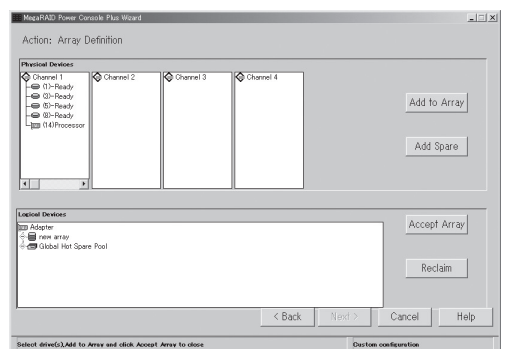 MegaRAID Power Console Plus Wizard
Action: Array Definition
Physical Devices
Channel 1
(1)-Ready
(3)-Ready
(5)-Ready
(8)-Ready
(14)Processor
Channel 2
Channel 3
Channel 4
Add to Array
Add Spare
Logical Devices
Adapter
new array
Global Hot Spare Pool
Accept Array
Reclaim
< Back
Next >
Cancel
Help
Select drive(s),Add to Array and click Accept Array to close
Custom configuration